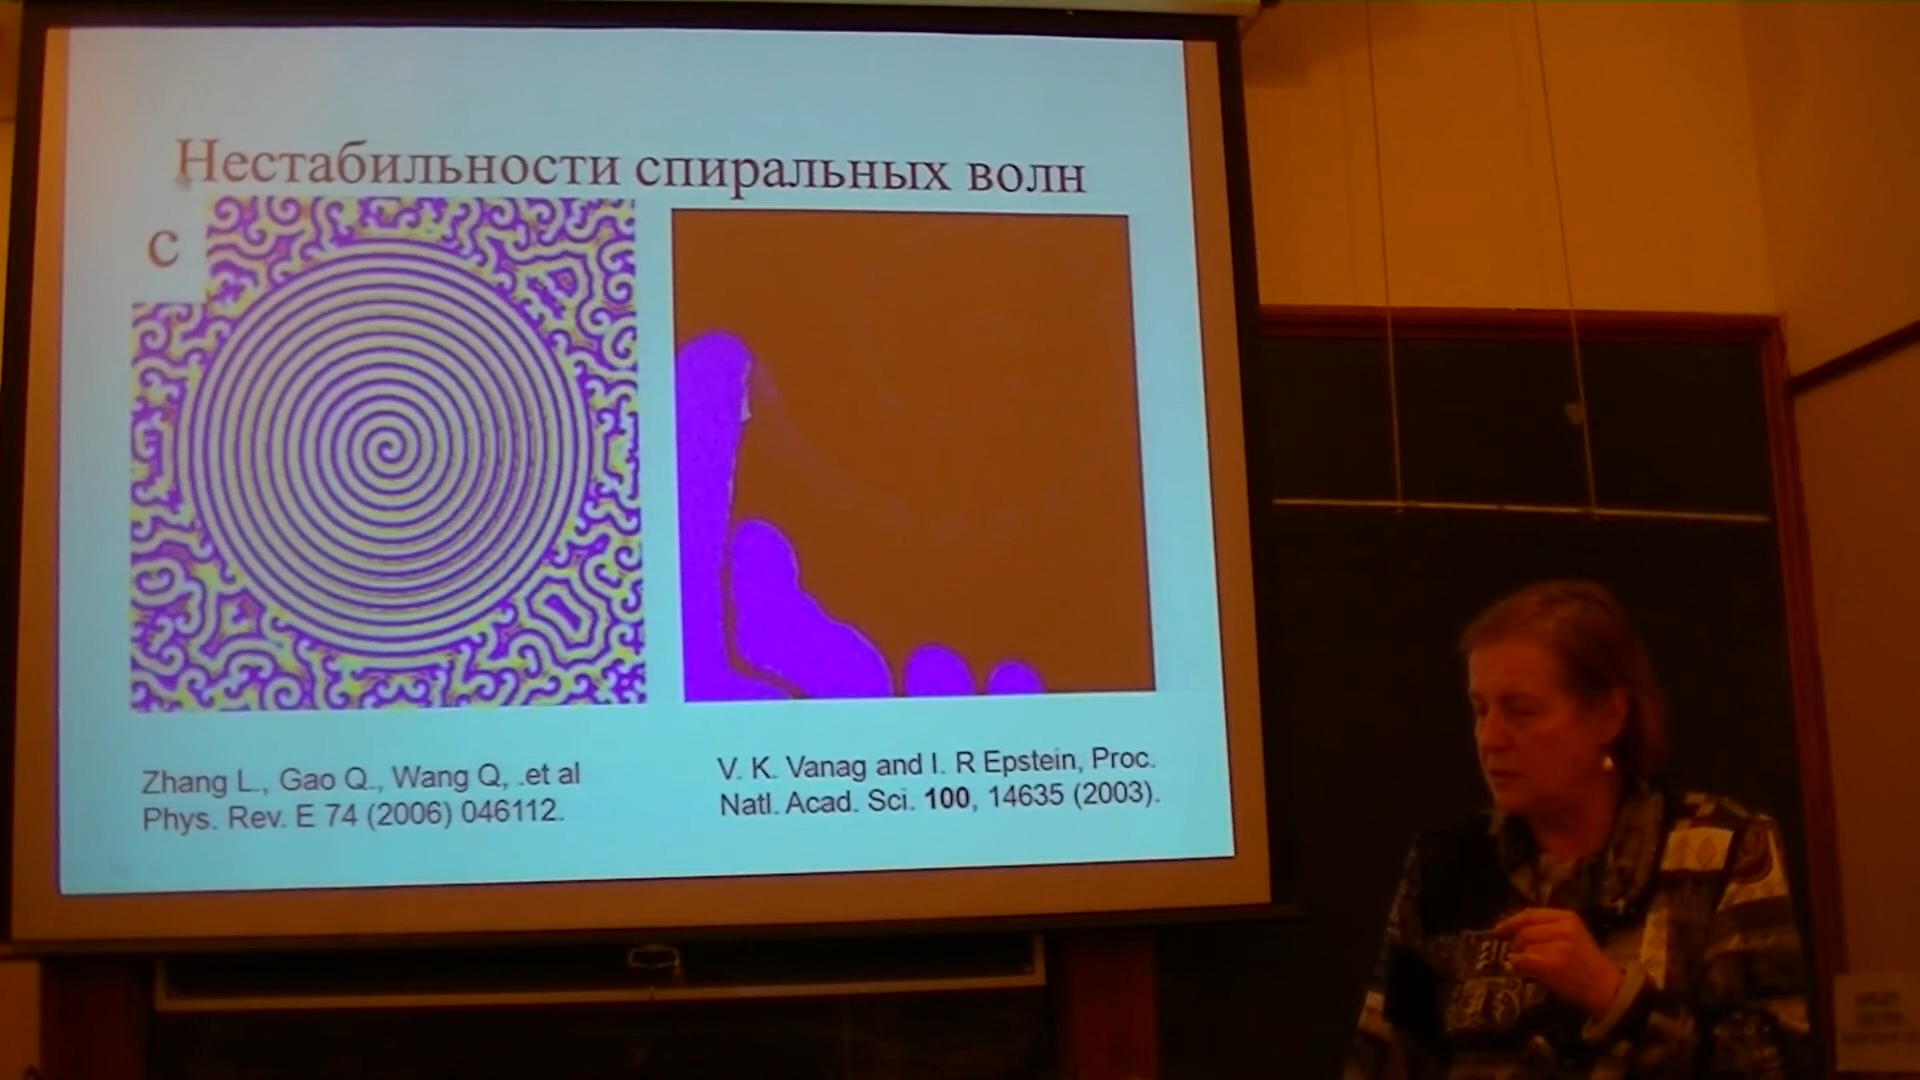 Нестабильности спиральных волн
c
Zhang L., Gao Q., Wang Q, .et al
Phys. Rev. E 74 (2006) 046112.
V. K. Vanag and I. R Epstein, Proc.
Natl. Acad. Sci. 100, 14635 (2003).